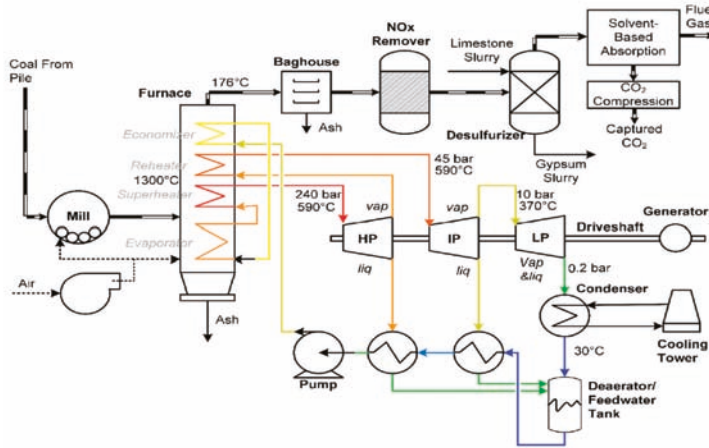 Coal From
Pile
Furnace
176°C
Baghouse
Ash
NOx
Remover
Limestone
Slurry
Desulfurizer
Gypsum
Slurry
Solvent-
Based
Absorption
Flue
Gas
CO2
Compression
Captured
CO2
Economizer
Reheater
1300°C
Superheater
Evaporator
Mill
Air
Ash
240 bar
590°C
45 bar
590°C
10 bar
370°C
vap
vap
HP
IP
LP
liq
liq
Vap
&liq
Driveshaft
Generator
0.2 bar
Condenser
Cooling
Tower
30°C
Pump
Deaerator/
Feedwater
Tank